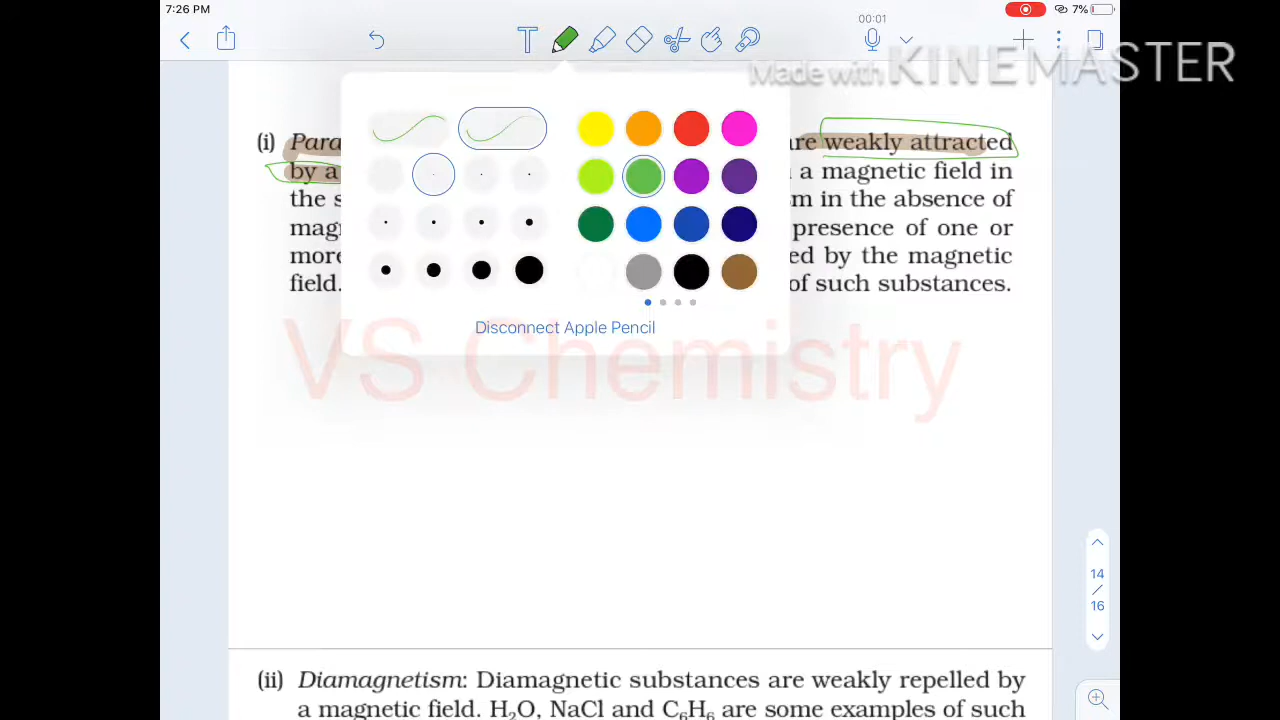 7:26 PM
7%
00:01
T
Made with KINEMASTER
(i) Para are weakly attracted
by a a magnetic field in
the s m in the absence of
mag presence of one or
more ed by the magnetic
field. of such substances.
Disconnect Apple Pencil
VS Chemistry
14
/
16
(ii) Diamagnetism: Diamagnetic substances are weakly repelled by
a magnetic field. H₂O, NaCl and C₆H₆ are some examples of such